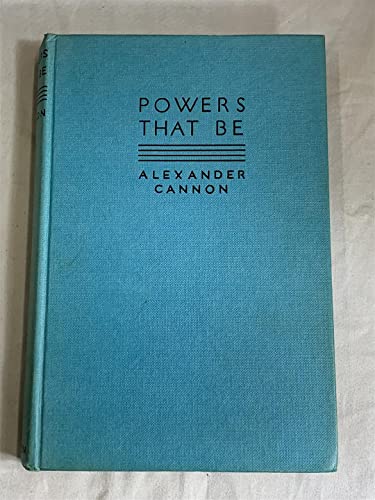 POWERS
THAT BE
ALEXANDER
CANNON